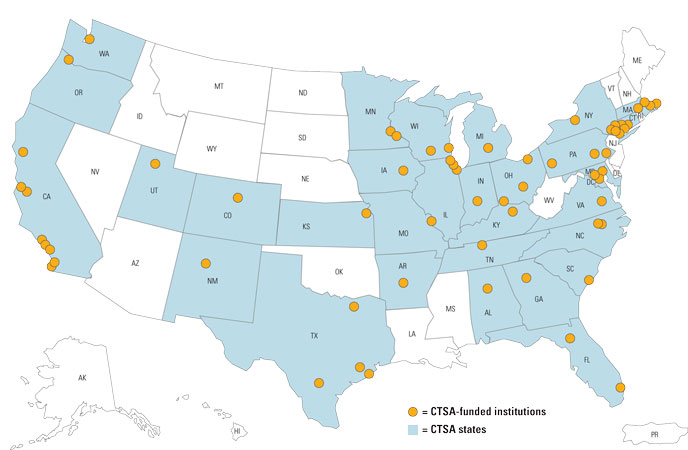 WA
ME
MT
ND
VT
NH
MN
OR
ID
WI
MI
NY
MA
CT
SD
WY
IA
PA
NJ
NE
NV
UT
OH
IN
IL
MD
DE
DC
CA
CO
WV
VA
KS
MO
KY
NC
TN
AZ
NM
OK
AR
SC
MS
AL
GA
TX
LA
FL
AK
HI
PR
= CTSA-funded institutions
= CTSA states